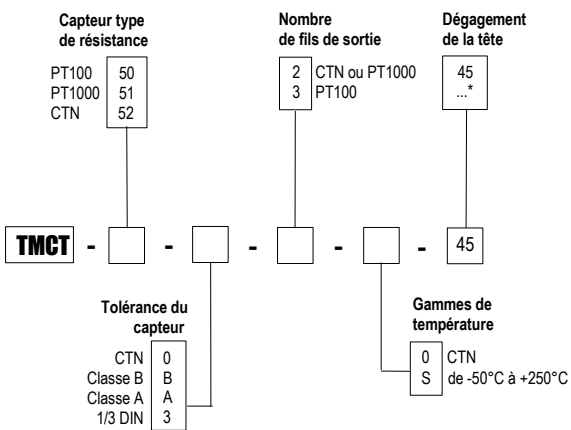 Capteur type
de résistance
PT100 50
PT1000 51
CTN 52
Nombre
de fils de sortie
2 CTN ou PT1000
3 PT100
Dégagement
de la tête
45
...*
TMCT - - - - - 45
Tolérance du
capteur
CTN 0
Classe B B
Classe A A
1/3 DIN 3
Gammes de
température
0 CTN
S de -50°C à +250°C